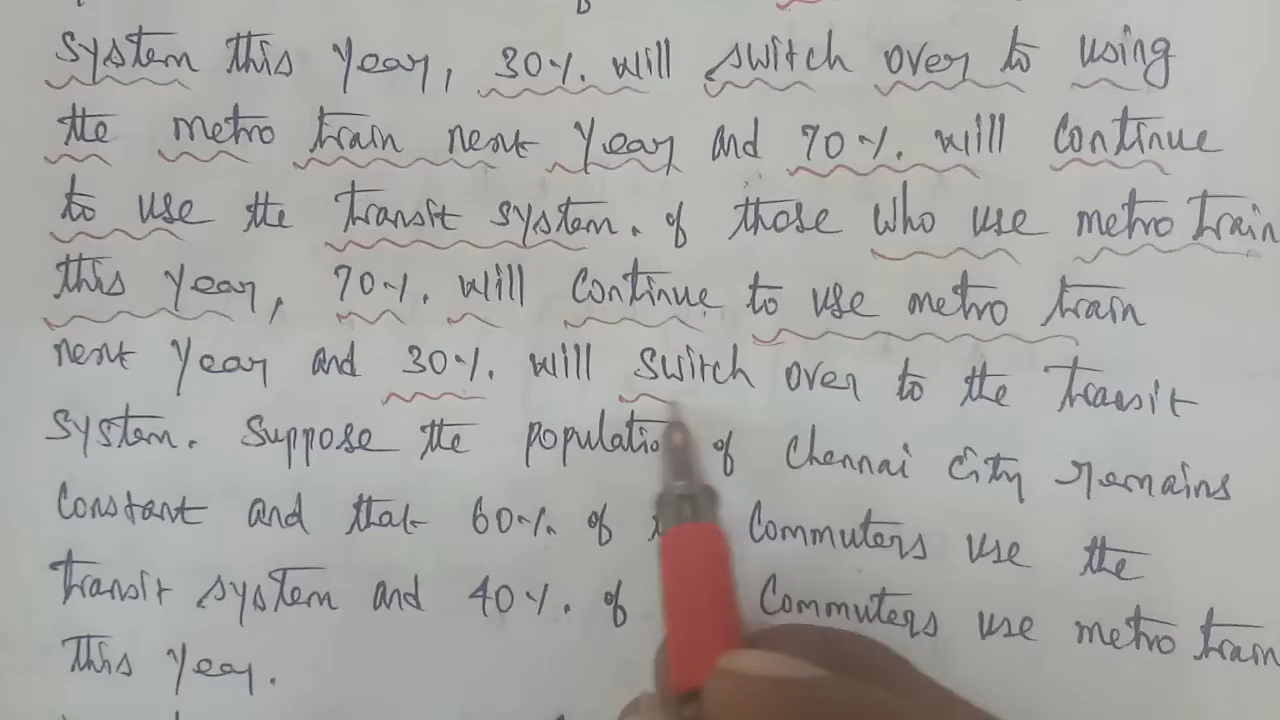 system this year, 30%. will switch over to using
the metro train next year and 70%. will continue
to use the transit system. of those who use metro train
this year, 70%. will continue to use metro train
next year and 30%. will switch over to the transit
system. suppose the population of chennai city remains
constant and that 60%. of commuters use the
transit system and 40%. of commuters use metro train
this year.